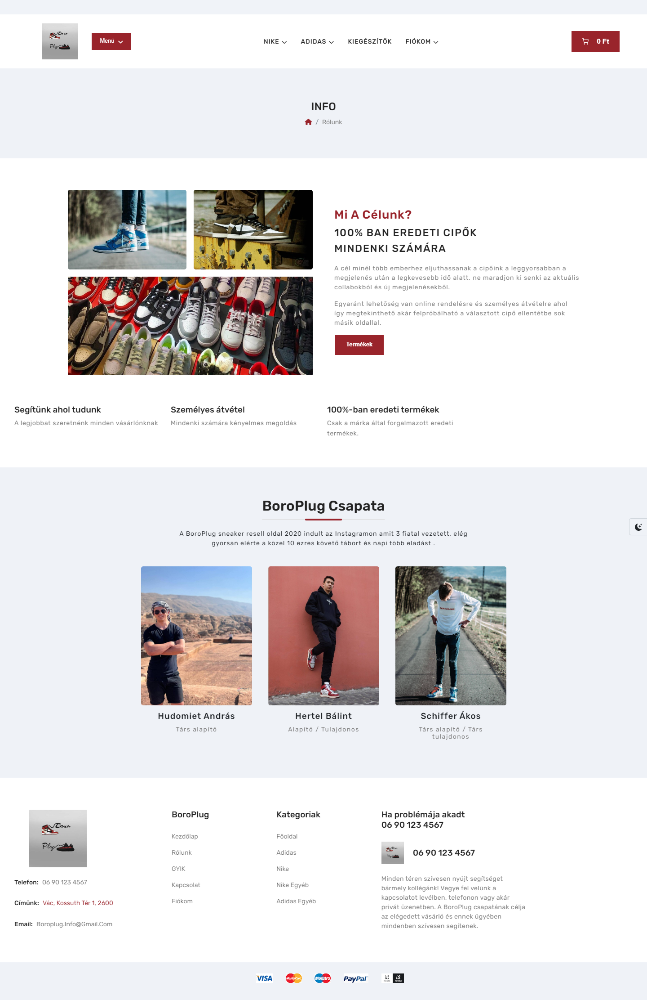 Boro
Plug
Menü
NIKE
ADIDAS
KIEGÉSZÍTŐK
FIÓKOM
0 Ft
INFO
/ Rólunk
Mi A Célunk?
100% BAN EREDETI CIPŐK
MINDENKI SZÁMÁRA
A cél minél több emberhez eljuthassanak a cipőink a leggyorsabban a
megjelenés után a legkevesebb idő alatt, ne maradjon ki senki az aktuális
collabokból és új megjelenésekből.
Egyaránt lehetőség van online rendelésre és személyes átvételre ahol
így megtekinthető akár felpróbálható a választott cipő ellentétbe sok
másik oldallal.
Termékek
Segítünk ahol tudunk
A legjobbat szeretnénk minden vásárlónknak
Személyes átvétel
Mindenki számára kényelmes megoldás
100%-ban eredeti termékek
Csak a márka által forgalmazott eredeti
termékek.
BoroPlug Csapata
A BoroPlug sneaker resell oldal 2020 indult az Instagramon amit 3 fiatal vezetett, elég
gyorsan elérte a közel 10 ezres követő tábort és napi több eladást .
Hudomiet András
Társ alapító
Hertel Bálint
Alapító / Tulajdonos
Schiffer Ákos
Társ alapító / Társ
tulajdonos
Boro
Plug
Telefon: 06 90 123 4567
Címünk: Vác, Kossuth Tér 1, 2600
Email: Boroplug.Info@Gmail.Com
BoroPlug
Kezdőlap
Rólunk
GYIK
Kapcsolat
Fiókom
Kategoriak
Főoldal
Adidas
Nike
Nike Egyéb
Adidas Egyéb
Ha problémája akadt
06 90 123 4567
Boro
Plug
06 90 123 4567
Minden téren szívesen nyújt segítséget
bármely kollégánk! Vegye fel velünk a
kapcsolatot levélben, telefonon vagy akár
privát üzenetben. A BoroPlug csapatának célja
az elégedett vásárló és ennek ügyében
mindenben szívesen segítenek.
VISA
MasterCard
Maestro
PayPal
R
Revolut
R
Revolut